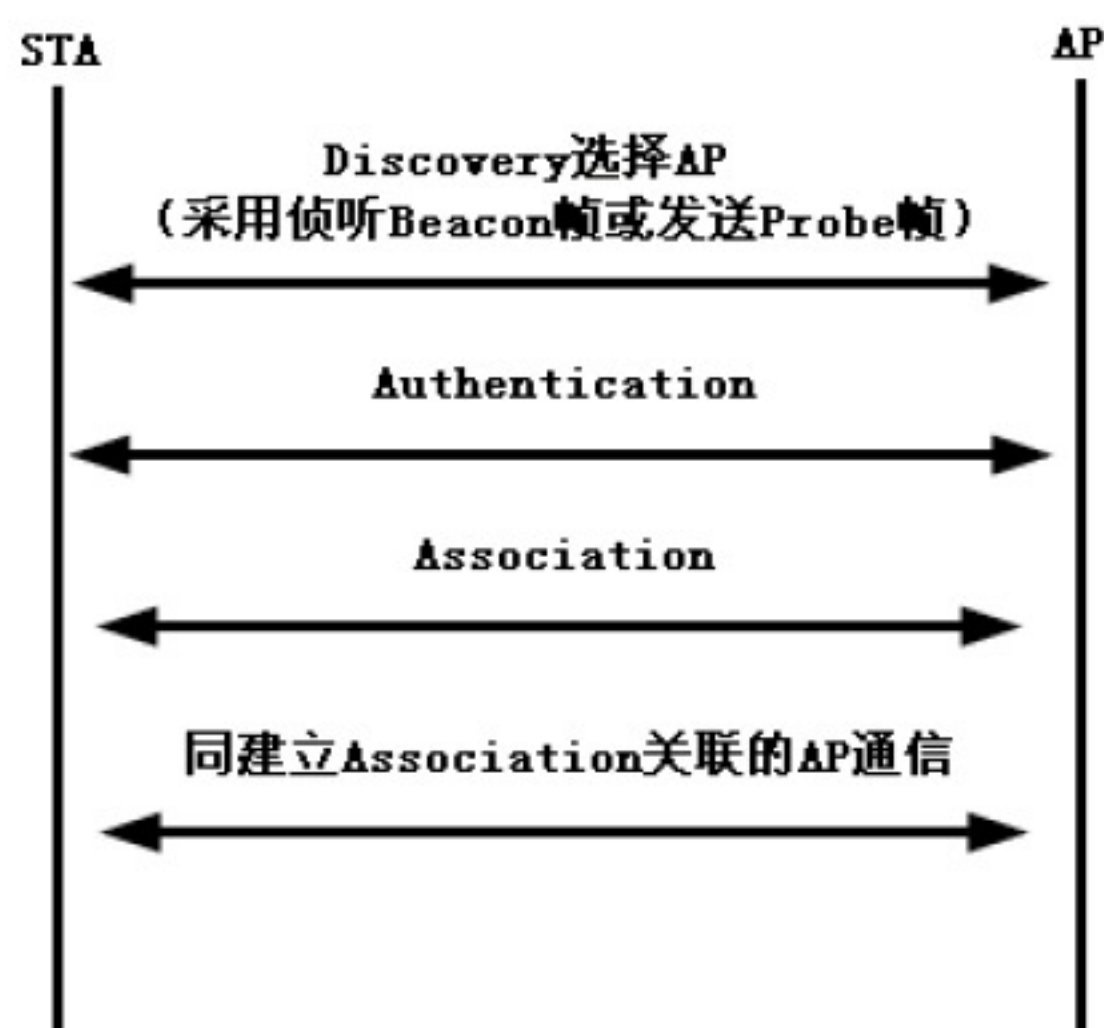 STA
AP
Discovery选择AP
(采用侦听Beacon帧或发送Probe帧)
Authentication
Association
同建立Association关联的AP通信